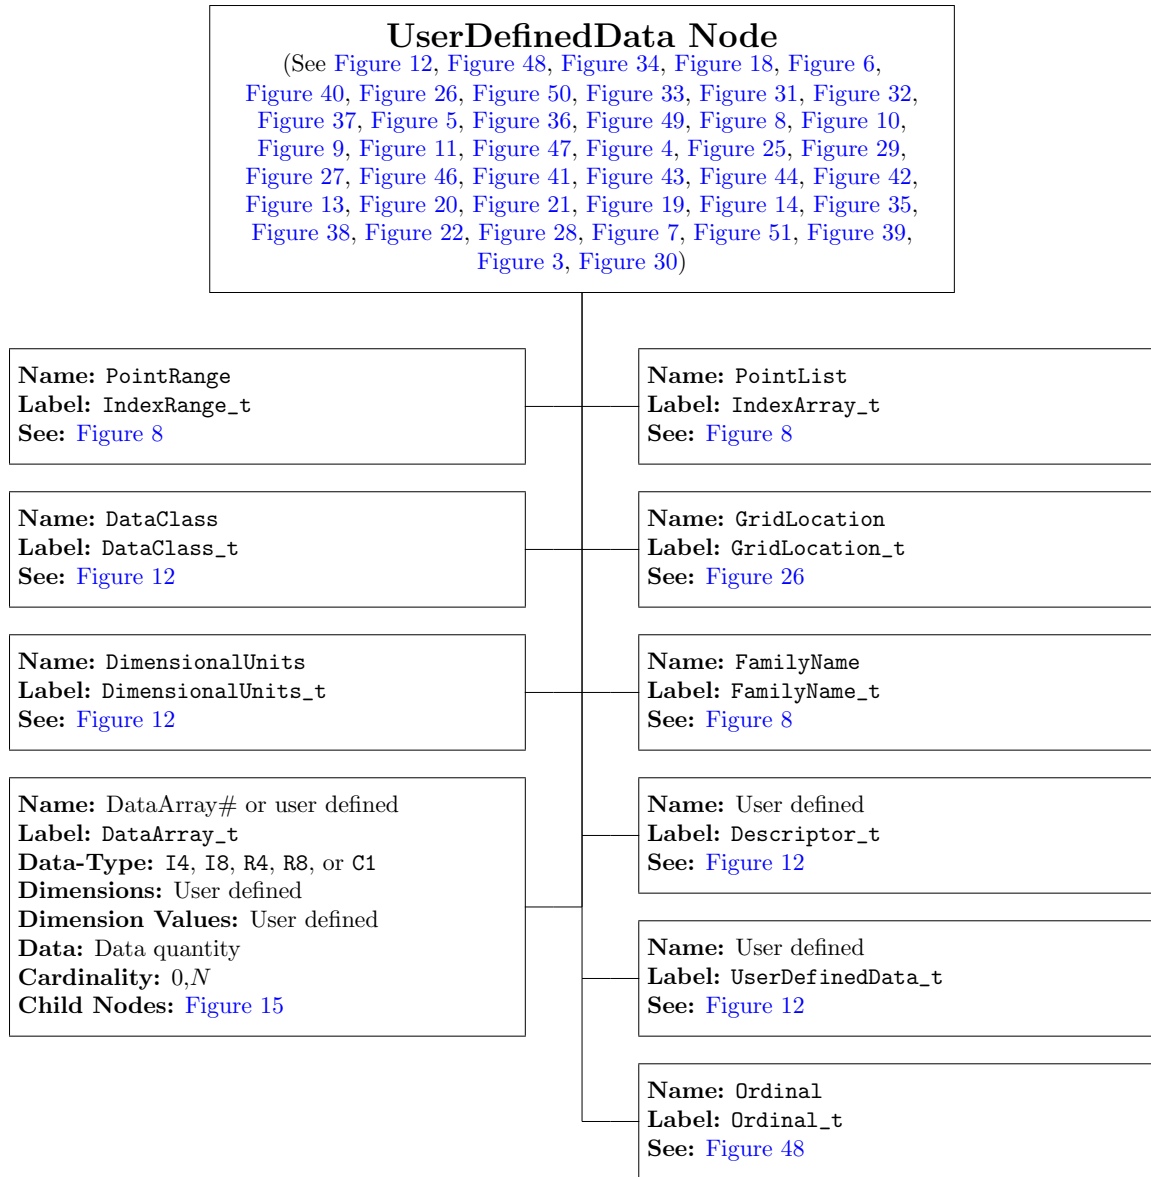 UserDefinedData Node
(See Figure 12, Figure 48, Figure 34, Figure 18, Figure 6,
Figure 40, Figure 26, Figure 50, Figure 33, Figure 31, Figure 32,
Figure 37, Figure 5, Figure 36, Figure 49, Figure 8, Figure 10,
Figure 9, Figure 11, Figure 47, Figure 4, Figure 25, Figure 29,
Figure 27, Figure 46, Figure 41, Figure 43, Figure 44, Figure 42,
Figure 13, Figure 20, Figure 21, Figure 19, Figure 14, Figure 35,
Figure 38, Figure 22, Figure 28, Figure 7, Figure 51, Figure 39,
Figure 3, Figure 30)
Name: PointRange
Label: IndexRange_t
See: Figure 8
Name: PointList
Label: IndexArray_t
See: Figure 8
Name: DataClass
Label: DataClass_t
See: Figure 12
Name: GridLocation
Label: GridLocation_t
See: Figure 26
Name: DimensionalUnits
Label: DimensionalUnits_t
See: Figure 12
Name: FamilyName
Label: FamilyName_t
See: Figure 8
Name: DataArray# or user defined
Label: DataArray_t
Data-Type: I4, I8, R4, R8, or C1
Dimensions: User defined
Dimension Values: User defined
Data: Data quantity
Cardinality: 0,N
Child Nodes: Figure 15
Name: User defined
Label: Descriptor_t
See: Figure 12
Name: User defined
Label: UserDefinedData_t
See: Figure 12
Name: Ordinal
Label: Ordinal_t
See: Figure 48